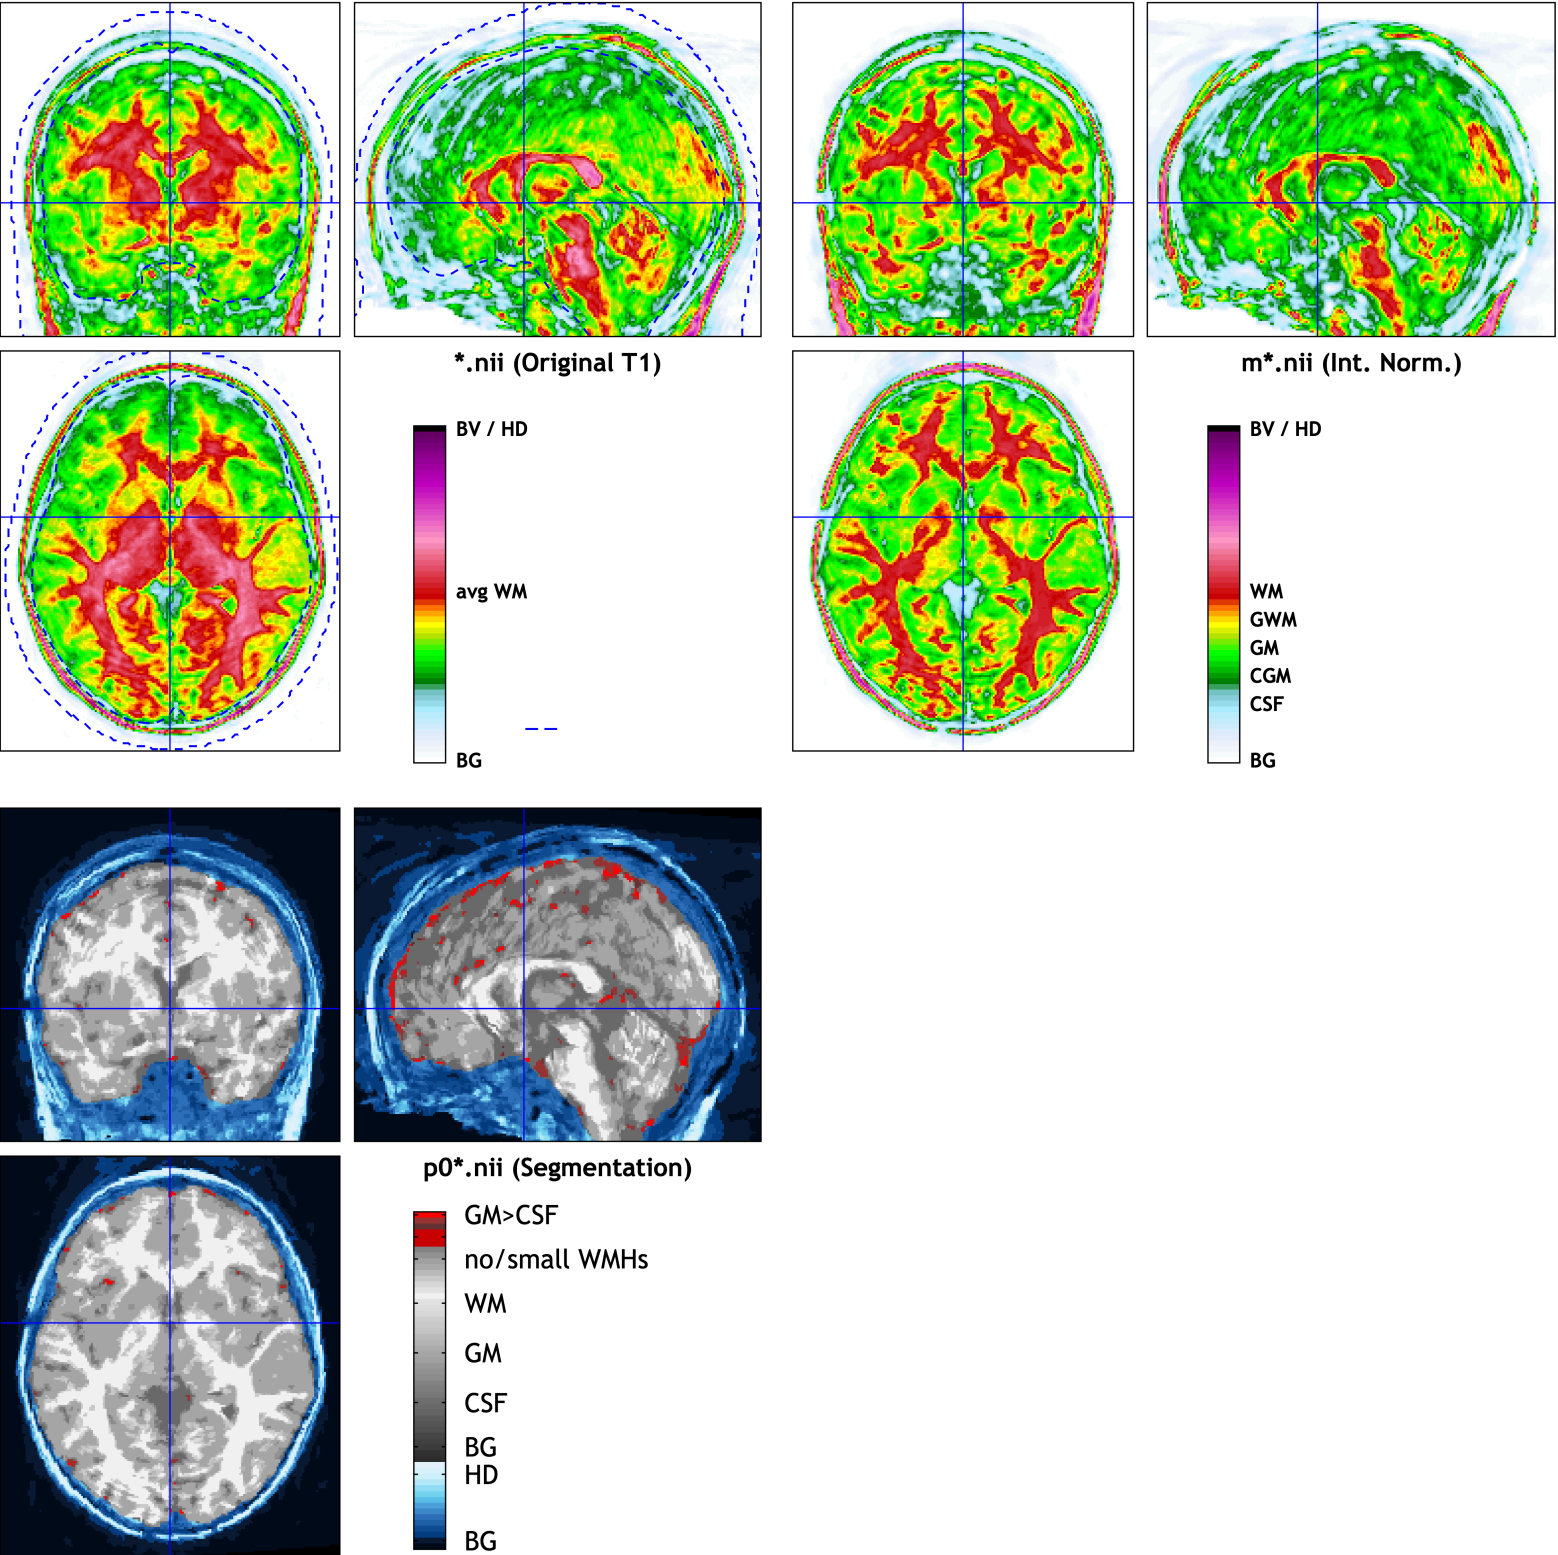 *.nii (Original T1)
BV / HD
avg WM
BG
m*.nii (Int. Norm.)
BV / HD
WM
GWM
GM
CGM
CSF
BG
p0*.nii (Segmentation)
GM>CSF
no/small WMHs
WM
GM
CSF
BG
HD
BG